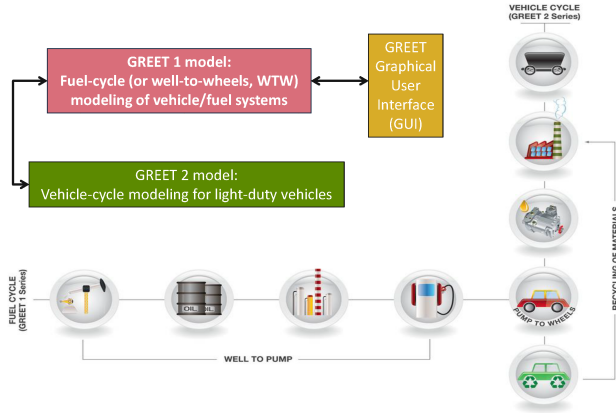 VEHICLE CYCLE
(GREET 2 Series)
GREET 1 model:
Fuel-cycle (or well-to-wheels, WTW)
modeling of vehicle/fuel systems
GREET
Graphical
User
Interface
(GUI)
GREET 2 model:
Vehicle-cycle modeling for light-duty vehicles
RECYCLING OF MATERIALS
FUEL CYCLE
(GREET 1 Series)
OIL OIL
PUMP TO WHEELS
WELL TO PUMP